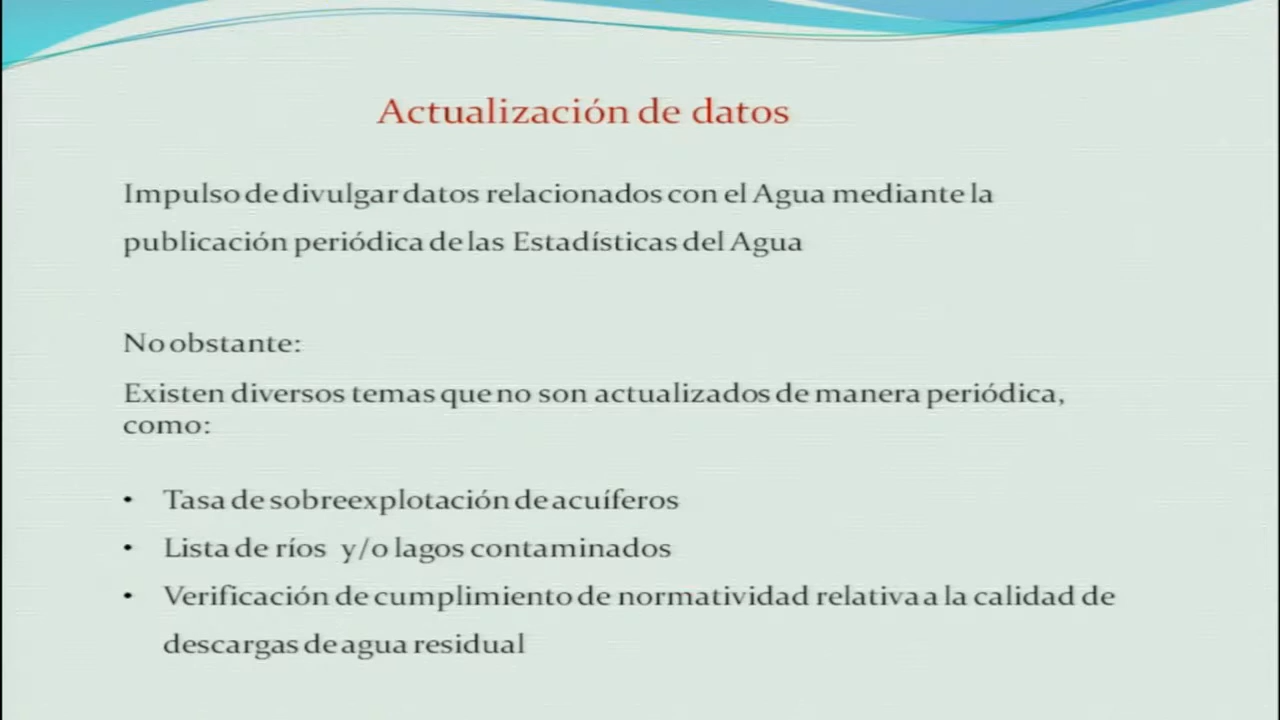 Actualización de datos
Impulso de divulgar datos relacionados con el Agua mediante la
publicación periódica de las Estadísticas del Agua
No obstante:
Existen diversos temas que no son actualizados de manera periódica,
como:
• Tasa de sobreexplotación de acuíferos
• Lista de ríos y/o lagos contaminados
• Verificación de cumplimiento de normatividad relativa a la calidad de
descargas de agua residual